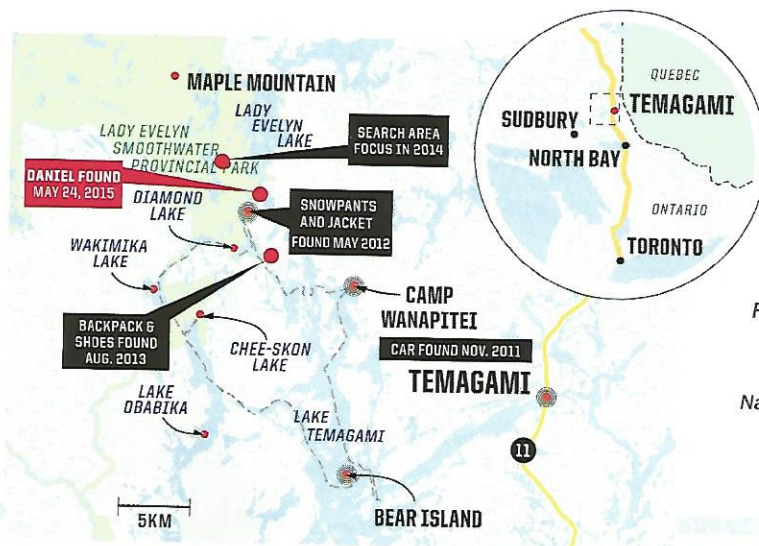 MAPLE MOUNTAIN
LADY
EVELYN
LAKE
LADY EVELYN
SMOOTHWATER
PROVINCIAL PARK
SEARCH AREA
FOCUS IN 2014
DANIEL FOUND
MAY 24, 2015
DIAMOND
LAKE
SNOWPANTS
AND JACKET
FOUND MAY 2012
WAKIMIKA
LAKE
BACKPACK &
SHOES FOUND
AUG. 2013
CHEE-SKON
LAKE
CAMP
WANAPITEI
CAR FOUND NOV. 2011
TEMAGAMI
LAKE
OBABIKA
LAKE
TEMAGAMI
11
5KM
BEAR ISLAND
QUEBEC
TEMAGAMI
SUDBURY
NORTH BAY
ONTARIO
TORONTO
Na